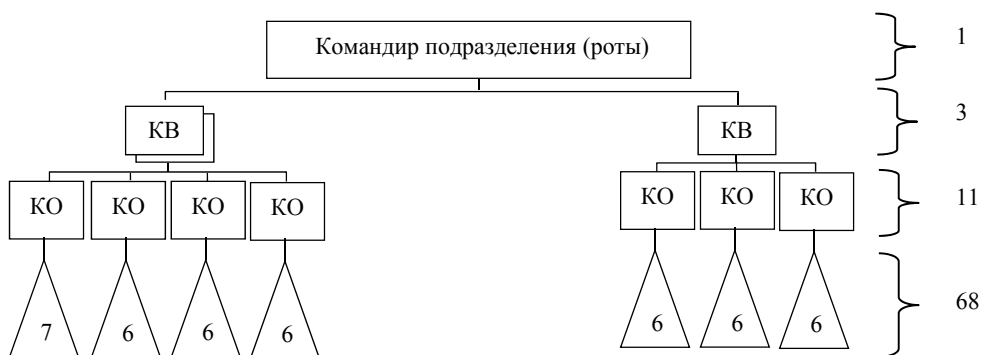 Командир подразделения (роты)
1
КВ
КВ
3
КО КО КО КО
КО КО КО
11
7 6 6 6
6 6 6
68